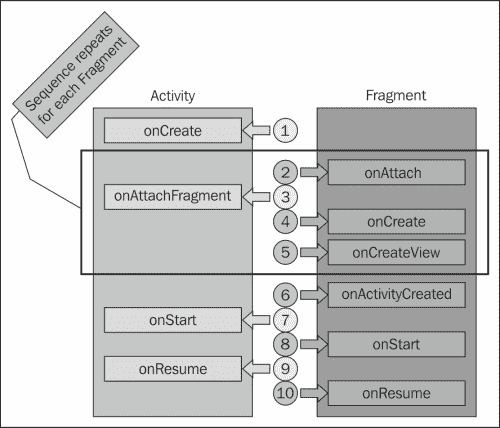 Sequence repeats
for each Fragment
Activity
Fragment
onCreate
1
2
onAttach
onAttachFragment
3
4
onCreate
5
onCreateView
6
onActivityCreated
onStart
7
8
onStart
onResume
9
10
onResume